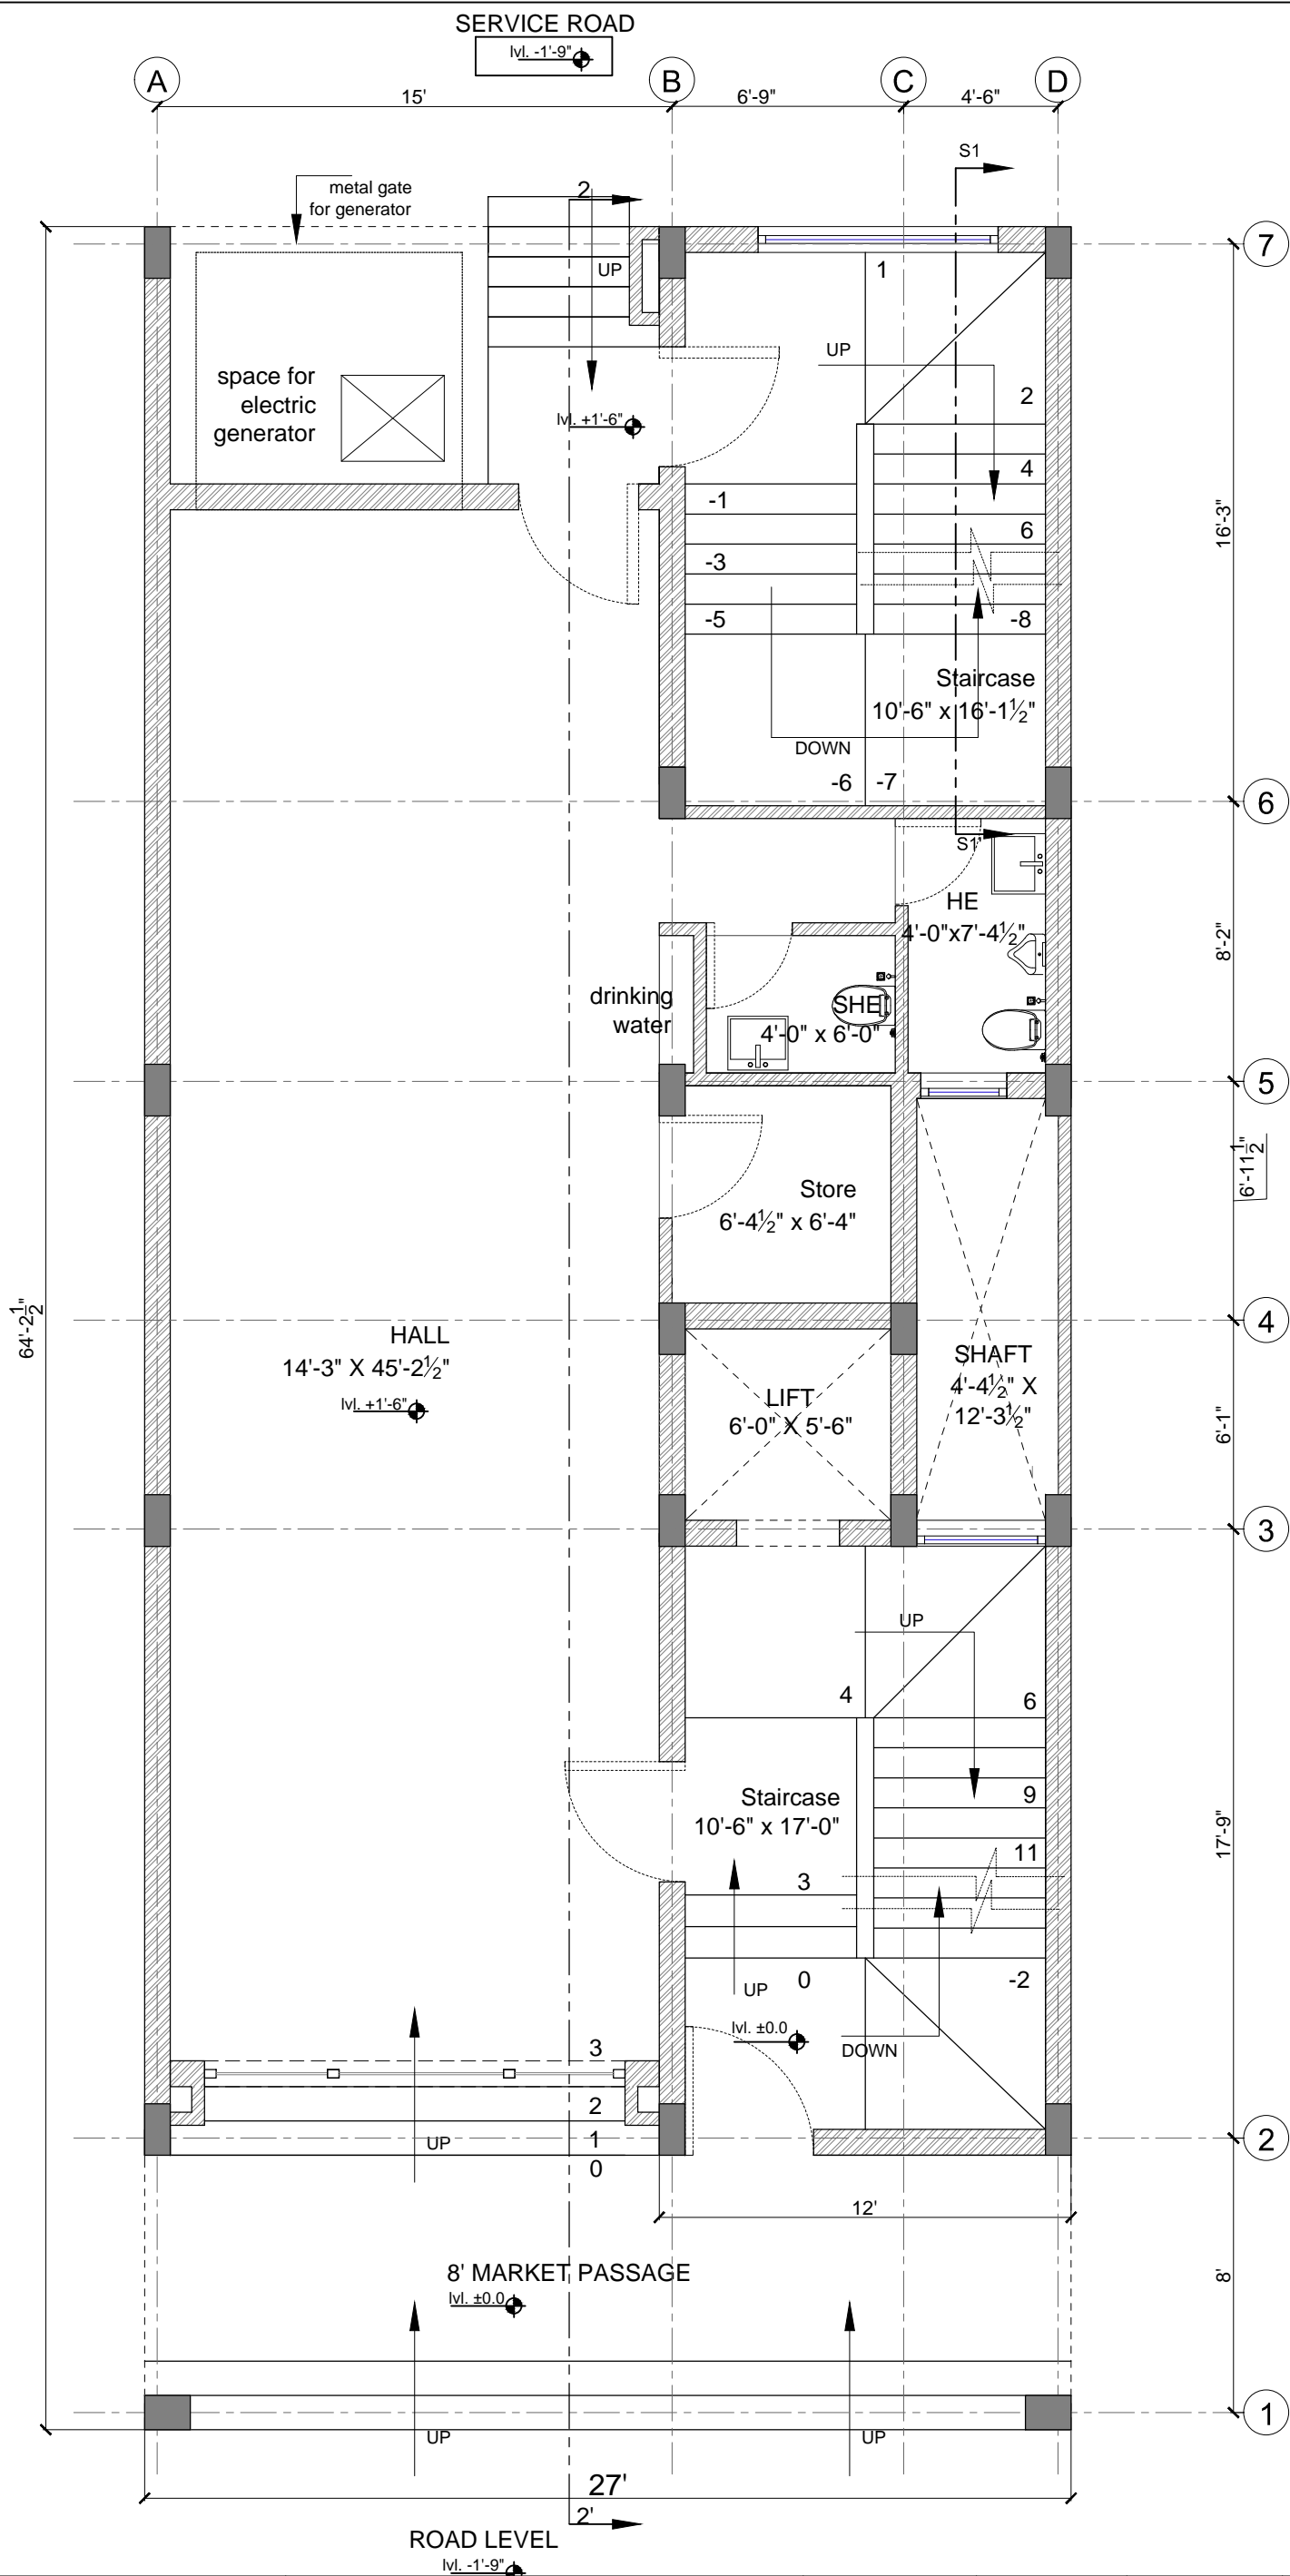 SERVICE ROAD
lvl. -1'-9"
A
B
C
D
15'
6'-9"
4'-6"
S1
metal gate
for generator
2
UP
7
1
UP
space for
electric
generator
2
lvl. +1'-6"
4
-1
6
-3
-5
-8
16'-3"
Staircase
10'-6" x 16'-1½"
DOWN
-6
-7
6
S1'
HE
4'-0"x7'-4½"
8'-2"
drinking
water
SHE
4'-0" x 6'-0"
5
6'-11½"
Store
6'-4½" x 6'-4"
64'-2½"
4
HALL
14'-3" X 45'-2½"
lvl. +1'-6"
SHAFT
4'-4½" X
12'-3½"
LIFT
6'-0" X 5'-6"
6'-1"
3
UP
4
6
Staircase
10'-6" x 17'-0"
9
11
3
17'-9"
0
-2
UP
lvl. ±0.0
DOWN
3
2
1
UP
0
2
12'
8' MARKET PASSAGE
lvl. ±0.0
8'
1
UP
UP
27'
2'
ROAD LEVEL
lvl. -1'-9"